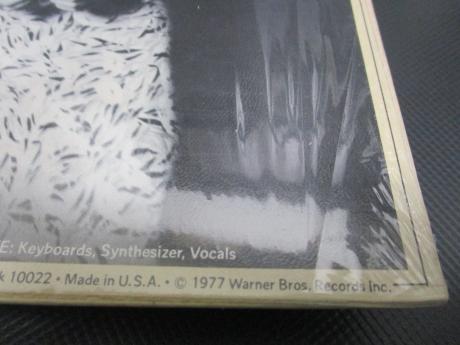 E: Keyboards, Synthesizer, Vocals
k 10022 • Made in U.S.A. • © 1977 Warner Bros. Records Inc.